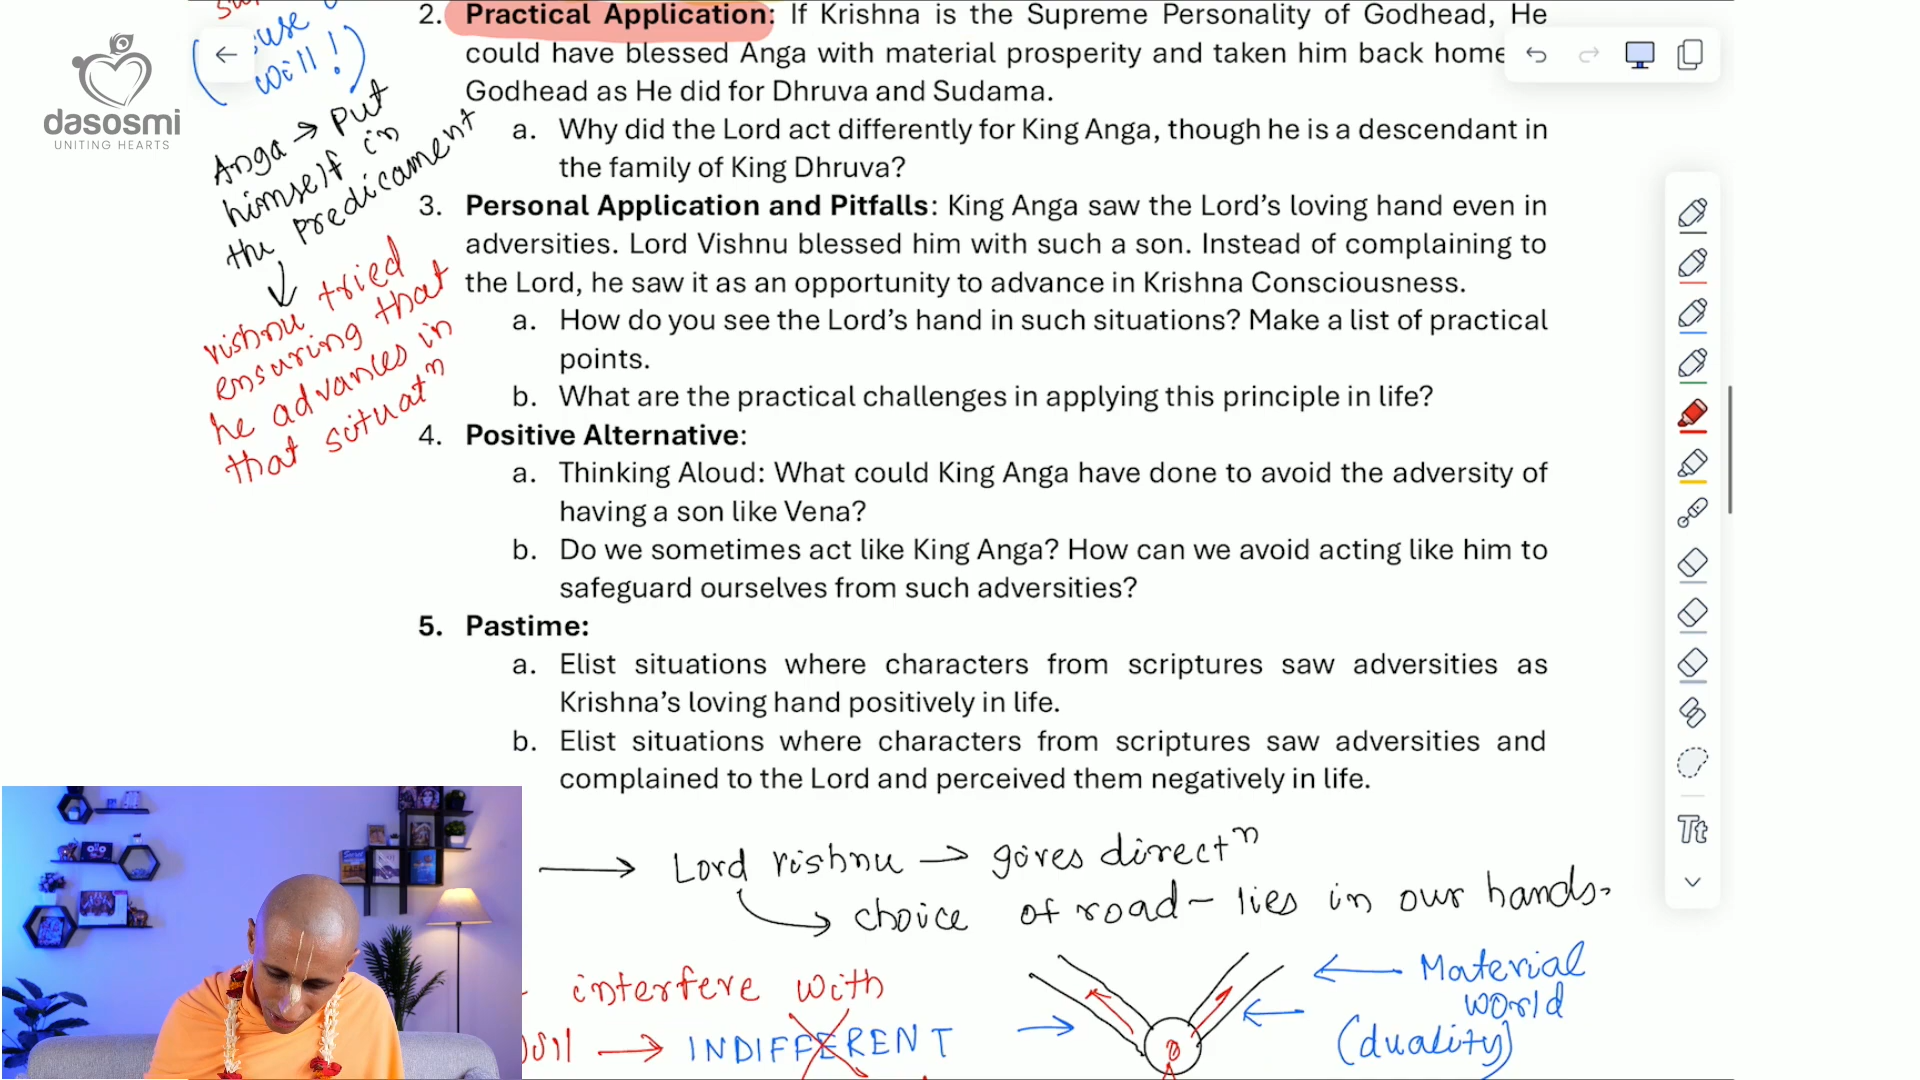 dasosmi
UNITING HEARTS
will!)
Anga → Put
himself in
the predicament
vishnu tried
ensuring that
he advances in
that situatⁿ
2. Practical Application: If Krishna is the Supreme Personality of Godhead, He
could have blessed Anga with material prosperity and taken him back home
Godhead as He did for Dhruva and Sudama.
a. Why did the Lord act differently for King Anga, though he is a descendant in
the family of King Dhruva?
3. Personal Application and Pitfalls: King Anga saw the Lord’s loving hand even in
adversities. Lord Vishnu blessed him with such a son. Instead of complaining to
the Lord, he saw it as an opportunity to advance in Krishna Consciousness.
a. How do you see the Lord’s hand in such situations? Make a list of practical
points.
b. What are the practical challenges in applying this principle in life?
4. Positive Alternative:
a. Thinking Aloud: What could King Anga have done to avoid the adversity of
having a son like Vena?
b. Do we sometimes act like King Anga? How can we avoid acting like him to
safeguard ourselves from such adversities?
5. Pastime:
a. Elist situations where characters from scriptures saw adversities as
Krishna’s loving hand positively in life.
b. Elist situations where characters from scriptures saw adversities and
complained to the Lord and perceived them negatively in life.
→ Lord vishnu → gives directⁿ
choice of road – lies in our hands.
interfere with
→ INDIFFERENT
← Material
world
(duality)
Tt